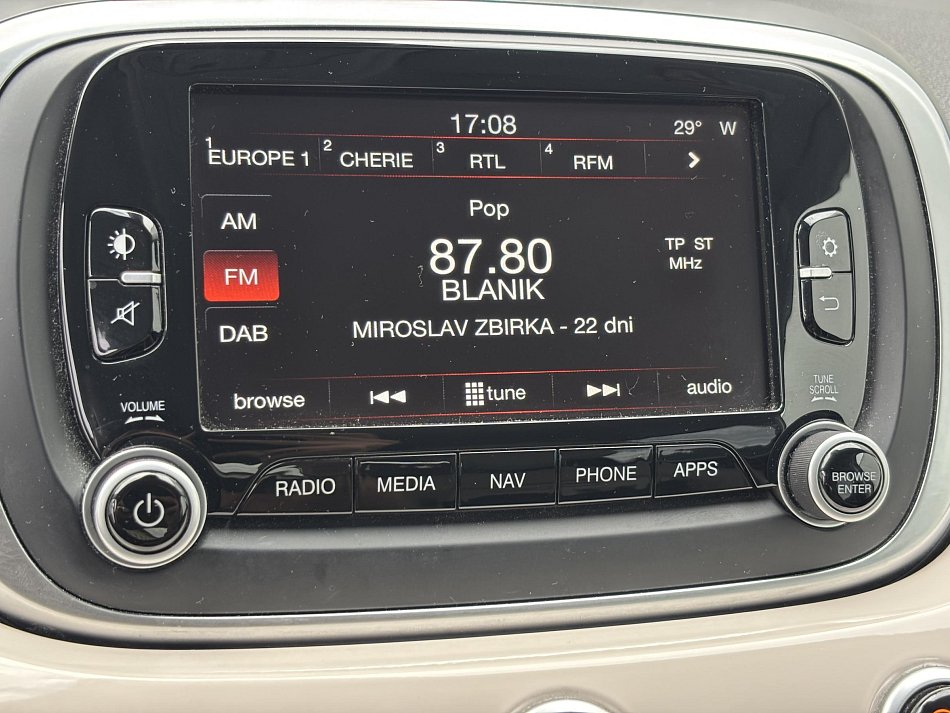 17:08
29° W
1 EUROPE 1 2 CHERIE 3 RTL 4 RFM
Pop
AM
87.80
TP ST
MHz
FM
BLANIK
DAB
MIROSLAV ZBIRKA - 22 dni
browse tune audio
VOLUME
TUNE
SCROLL
RADIO MEDIA NAV PHONE APPS
BROWSE
ENTER